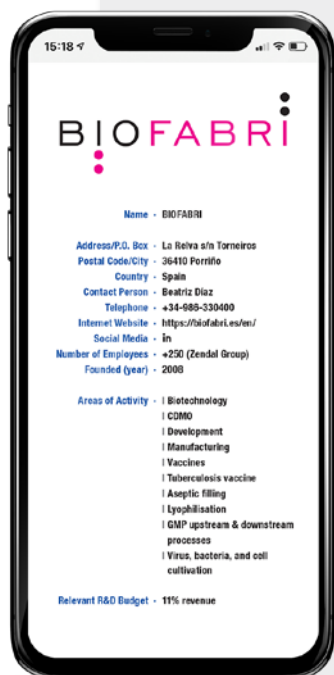 15:18
BIOFABRI
Name - BIOFABRI
Address/P.O. Box - La Relva s/n Torneiros
Postal Code/City - 36410 Porriño
Country - Spain
Contact Person - Beatriz Díaz
Telephone - +34-986-330400
Internet Website - https://biofabri.es/en/
Social Media - in
Number of Employees - +250 (Zendal Group)
Founded (year) - 2008
Areas of Activity - | Biotechnology
| CDMO
| Development
| Manufacturing
| Vaccines
| Tuberculosis vaccine
| Aseptic filling
| Lyophilisation
| GMP upstream & downstream
processes
| Virus, bacteria, and cell
cultivation
Relevant R&D Budget - 11% revenue